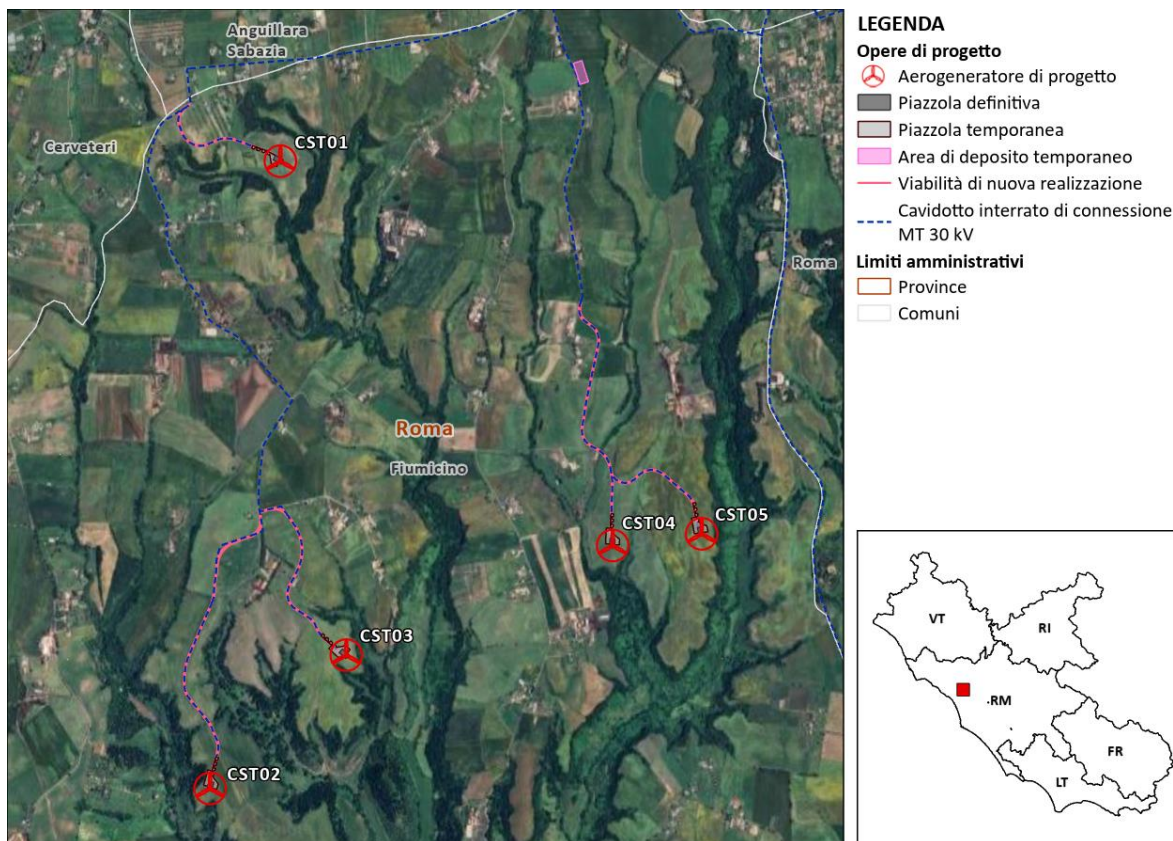 Anguillara
Sabazia
Cerveteri
CST01
Roma
Roma
Fiumicino
CST04
CST05
CST03
CST02
LEGENDA
Opere di progetto
Aerogeneratore di progetto
Piazzola definitiva
Piazzola temporanea
Area di deposito temporaneo
Viabilità di nuova realizzazione
Cavidotto interrato di connessione
MT 30 kV
Limiti amministrativi
Province
Comuni
VT
RI
RM
FR
LT